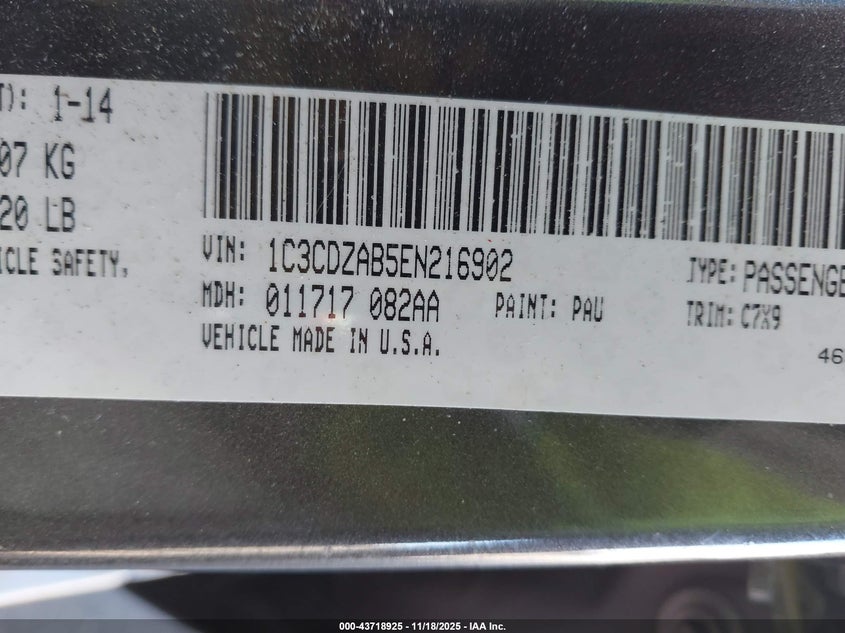 T): 1-14
07 KG
20 LB
ICLE SAFETY,
VIN: 1C3CDZAB5EN216902
MDH: 011717 082AA PAINT: PAU
VEHICLE MADE IN U.S.A.
TYPE: PASSENGE
TRIM: C7X9
46
000-43718925 - 11/18/2025 - IAA Inc.